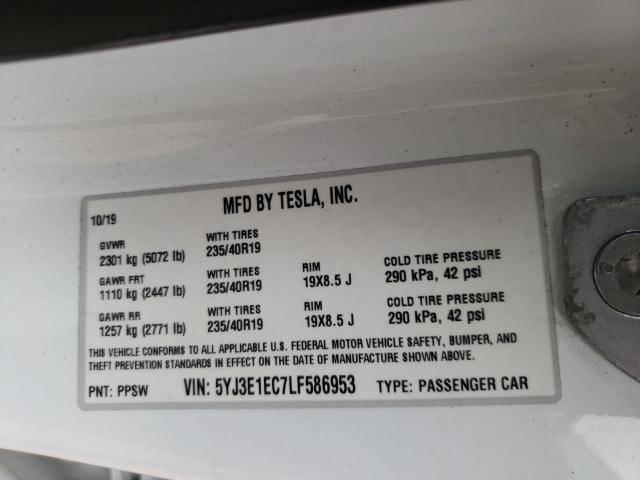 MFD BY TESLA, INC.
10/19
GVWR WITH TIRES
2301 kg (5072 lb) 235/40R19
GAWR FRT WITH TIRES RIM COLD TIRE PRESSURE
1110 kg (2447 lb) 235/40R19 19X8.5 J 290 kPa, 42 psi
GAWR RR WITH TIRES RIM COLD TIRE PRESSURE
1257 kg (2771 lb) 235/40R19 19X8.5 J 290 kPa, 42 psi
THIS VEHICLE CONFORMS TO ALL APPLICABLE U.S. FEDERAL MOTOR VEHICLE SAFETY, BUMPER, AND
THEFT PREVENTION STANDARDS IN EFFECT ON THE DATE OF MANUFACTURE SHOWN ABOVE.
PNT: PPSW VIN: 5YJ3E1EC7LF586953 TYPE: PASSENGER CAR